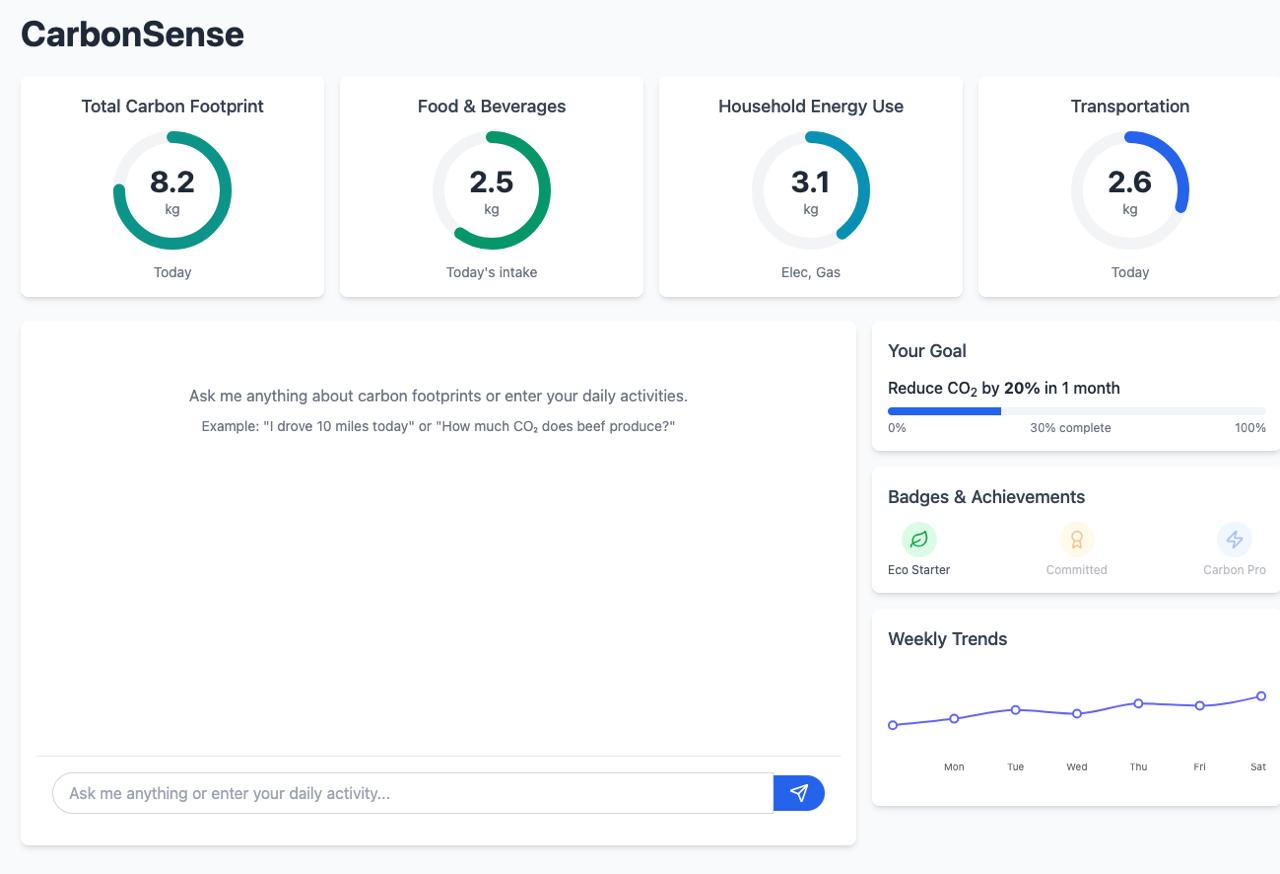 CarbonSense
Total Carbon Footprint
8.2
kg
Today
Food & Beverages
2.5
kg
Today's intake
Household Energy Use
3.1
kg
Elec, Gas
Transportation
2.6
kg
Today
Ask me anything about carbon footprints or enter your daily activities.
Example: "I drove 10 miles today" or "How much CO₂ does beef produce?"
Ask me anything or enter your daily activity...
Your Goal
Reduce CO₂ by 20% in 1 month
0% 30% complete 100%
Badges & Achievements
Eco Starter Committed Carbon Pro
Weekly Trends
Mon Tue Wed Thu Fri Sat